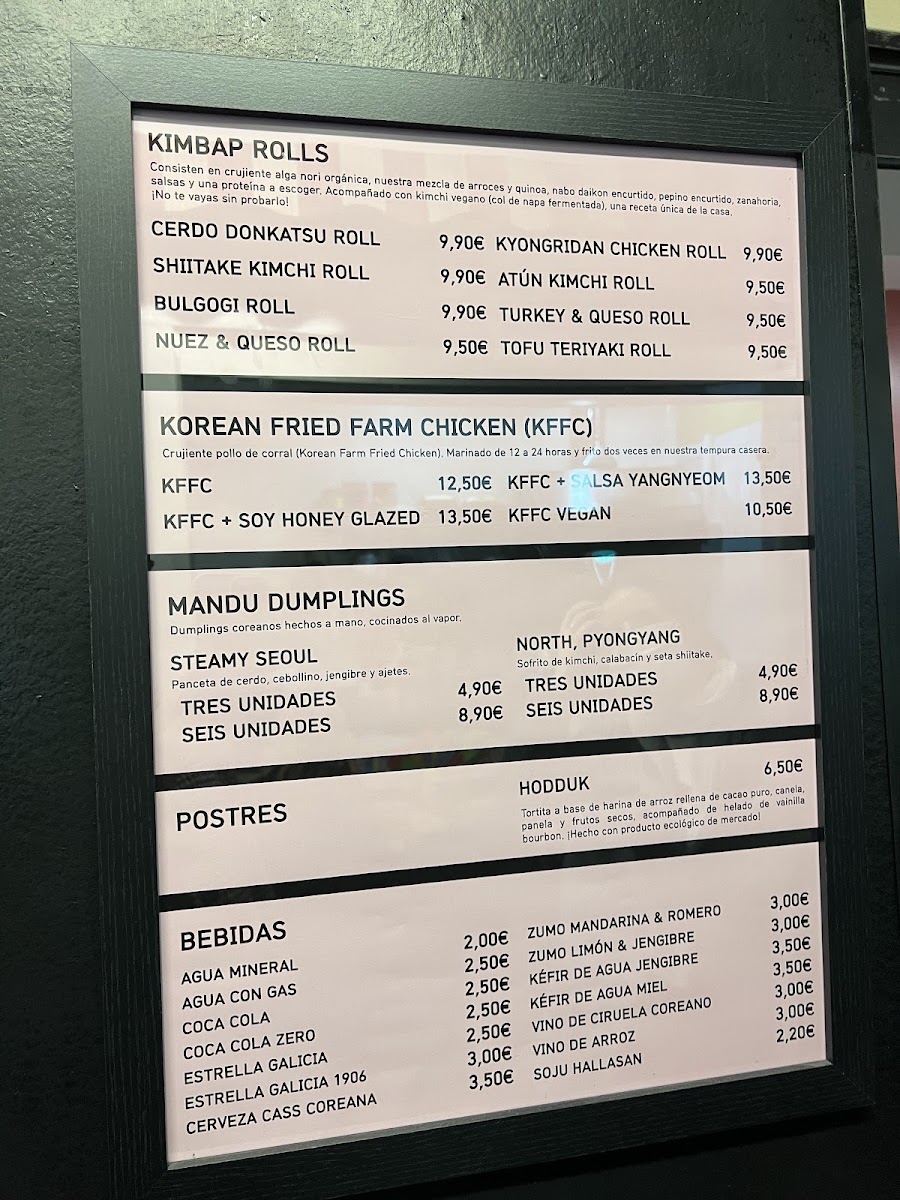 KIMBAP ROLLS
Consisten en crujiente alga nori orgánica, nuestra mezcla de arroces y quinoa, nabo daikon encurtido, pepino encurtido, zanahoria,
salsas y una proteína a escoger. Acompañado con kimchi vegano (col de napa fermentada), una receta única de la casa.
¡No te vayas sin probarlo!
CERDO DONKATSU ROLL 9,90€ KYONGRIDAN CHICKEN ROLL 9,90€
SHIITAKE KIMCHI ROLL 9,90€ ATÚN KIMCHI ROLL 9,50€
BULGOGI ROLL 9,90€ TURKEY & QUESO ROLL 9,50€
NUEZ & QUESO ROLL 9,50€ TOFU TERIYAKI ROLL 9,50€
KOREAN FRIED FARM CHICKEN (KFFC)
Crujiente pollo de corral (Korean Farm Fried Chicken). Marinado de 12 a 24 horas y frito dos veces en nuestra tempura casera.
KFFC 12,50€ KFFC + SALSA YANGNYEOM 13,50€
KFFC + SOY HONEY GLAZED 13,50€ KFFC VEGAN 10,50€
MANDU DUMPLINGS
Dumplings coreanos hechos a mano, cocinados al vapor.
STEAMY SEOUL
Panceta de cerdo, cebollino, jengibre y ajetes.
TRES UNIDADES 4,90€
SEIS UNIDADES 8,90€
NORTH, PYONGYANG
Sofrito de kimchi, calabacín y seta shiitake.
TRES UNIDADES 4,90€
SEIS UNIDADES 8,90€
POSTRES
HODDUK 6,50€
Tortita a base de harina de arroz rellena de cacao puro, canela,
panela y frutos secos, acompañado de helado de vainilla
bourbon. ¡Hecho con producto ecológico de mercado!
BEBIDAS
AGUA MINERAL 2,00€
AGUA CON GAS 2,50€
COCA COLA 2,50€
COCA COLA ZERO 2,50€
ESTRELLA GALICIA 2,50€
ESTRELLA GALICIA 1906 3,00€
CERVEZA CASS COREANA 3,50€
ZUMO MANDARINA & ROMERO 3,00€
ZUMO LIMÓN & JENGIBRE 3,00€
KÉFIR DE AGUA JENGIBRE 3,50€
KÉFIR DE AGUA MIEL 3,50€
VINO DE CIRUELA COREANO 3,00€
VINO DE ARROZ 3,00€
SOJU HALLASAN 2,20€